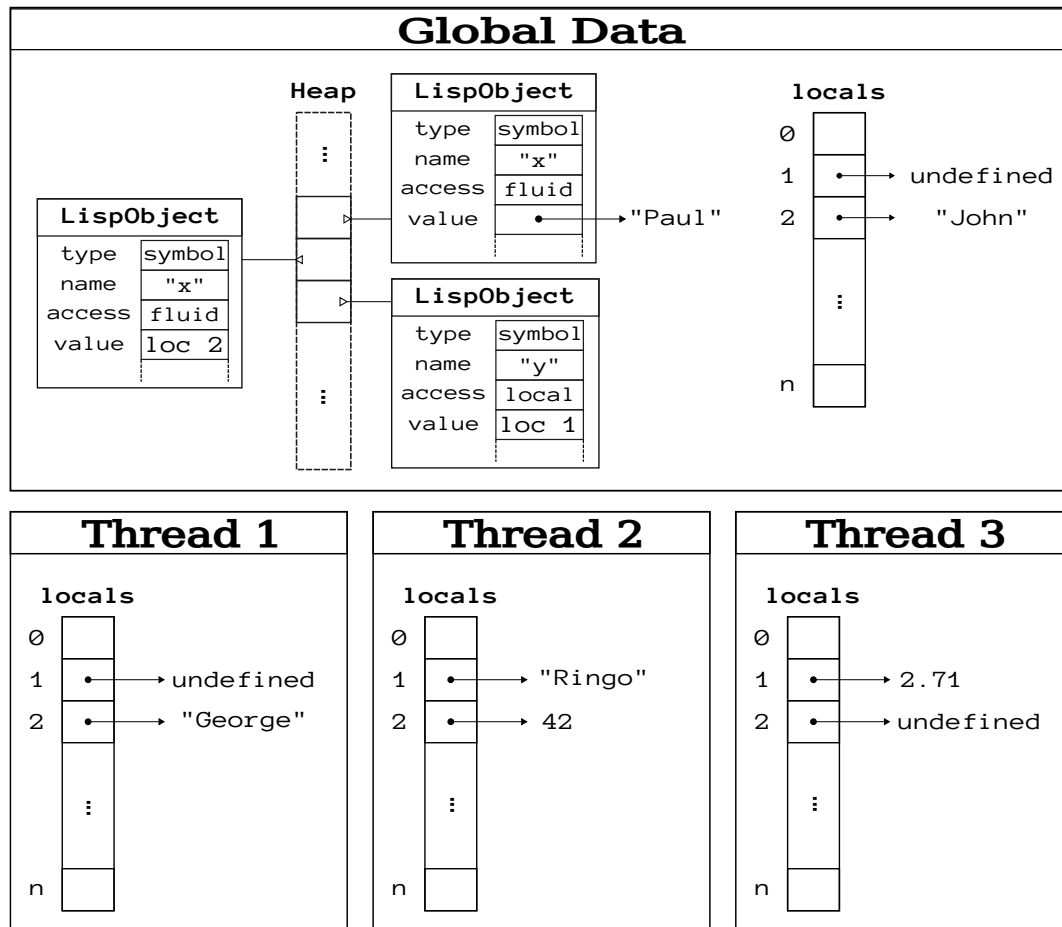 Global Data
Heap
LispObject
type symbol
name "x"
access fluid
value "Paul"
locals
0
1 undefined
2 "John"
⋮
n
LispObject
type symbol
name "x"
access fluid
value loc 2
⋮
⋮
LispObject
type symbol
name "y"
access local
value loc 1
Thread 1
locals
0
1 undefined
2 "George"
⋮
n
Thread 2
locals
0
1 "Ringo"
2 42
⋮
n
Thread 3
locals
0
1 2.71
2 undefined
⋮
n